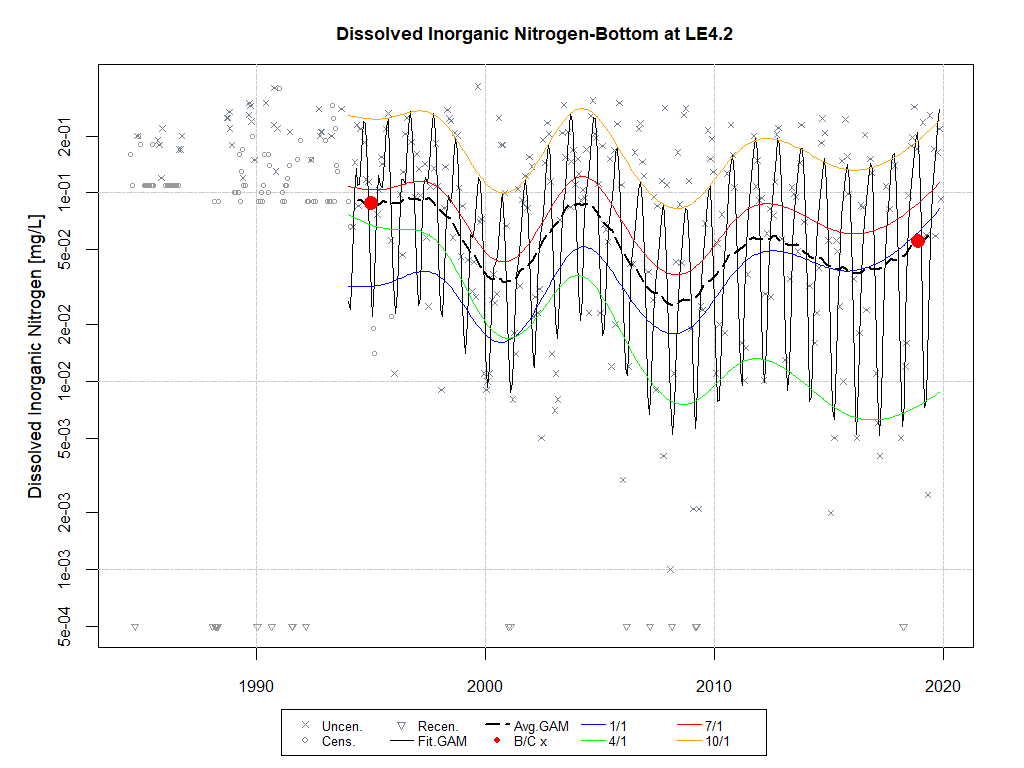 Dissolved Inorganic Nitrogen-Bottom at LE4.2
Dissolved Inorganic Nitrogen [mg/L]
2e-01
1e-01
5e-02
2e-02
1e-02
5e-03
2e-03
1e-03
5e-04
1990 2000 2010 2020
Uncen. Recen. Avg.GAM 1/1 7/1
Cens. Fit.GAM B/C x 4/1 10/1